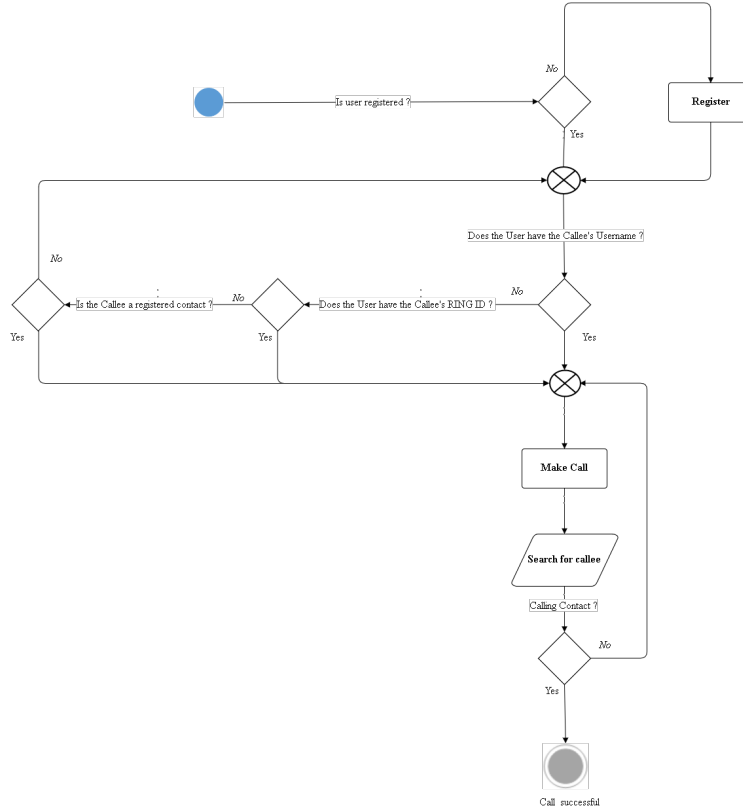 No
Is user registered ?
Register
Yes
Does the User have the Callee's Username ?
No
No
No
Is the Callee a registered contact ?
Does the User have the Callee's RING ID ?
Yes
Yes
Yes
Make Call
Search for callee
Calling Contact ?
No
Yes
Call successful